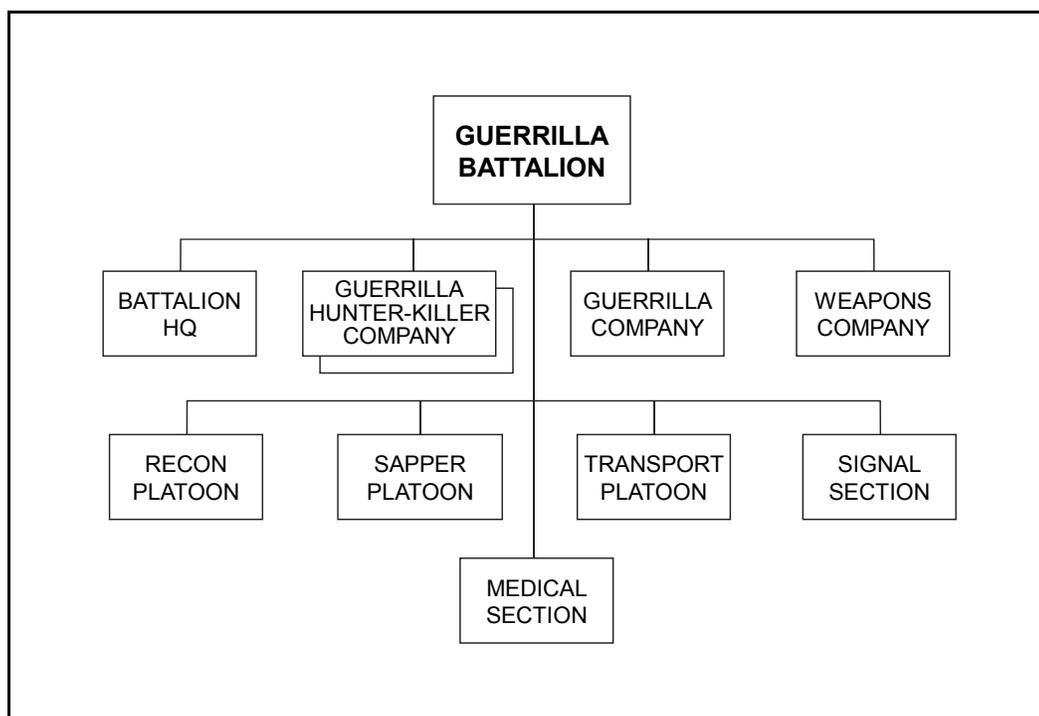 GUERRILLA
BATTALION
BATTALION
HQ
GUERRILLA
HUNTER-KILLER
COMPANY
GUERRILLA
COMPANY
WEAPONS
COMPANY
RECON
PLATOON
SAPPER
PLATOON
TRANSPORT
PLATOON
SIGNAL
SECTION
MEDICAL
SECTION